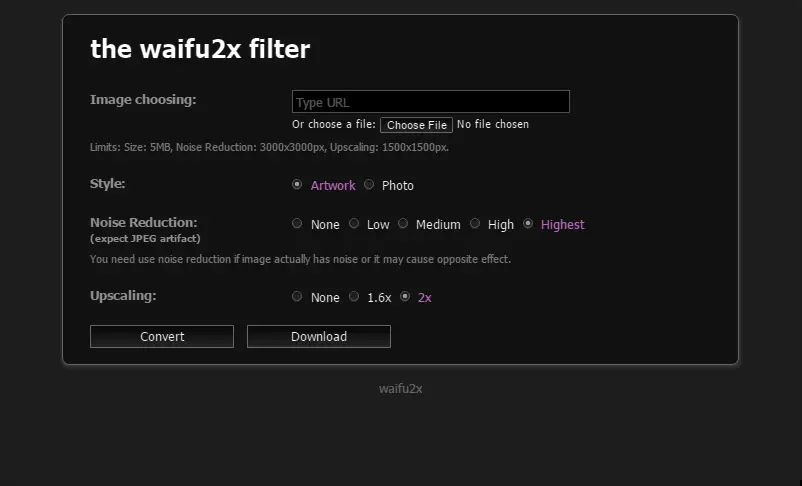 the waifu2x filter
Image choosing:
Type URL
Or choose a file: Choose File No file chosen
Limits: Size: 5MB, Noise Reduction: 3000x3000px, Upscaling: 1500x1500px.
Style: Artwork Photo
Noise Reduction: None Low Medium High Highest
(expect JPEG artifact)
You need use noise reduction if image actually has noise or it may cause opposite effect.
Upscaling: None 1.6x 2x
Convert Download
waifu2x